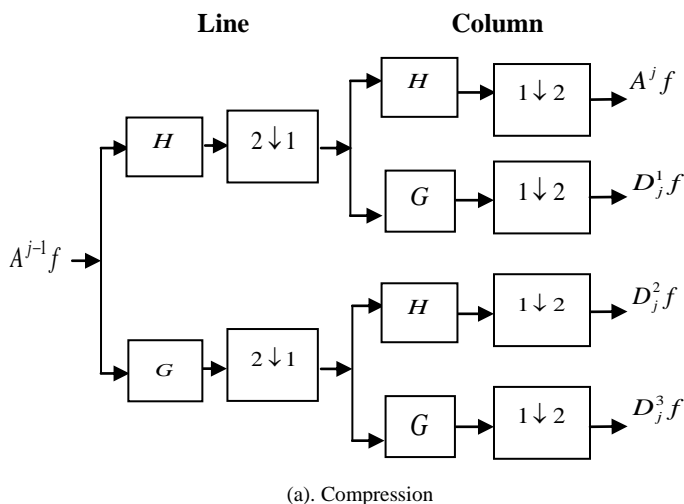 Line Column
H 1 ↓ 2 A^j f
H 2 ↓ 1
G 1 ↓ 2 D_j^1 f
A^{j-1} f
H 1 ↓ 2 D_j^2 f
G 2 ↓ 1
G 1 ↓ 2 D_j^3 f
(a). Compression